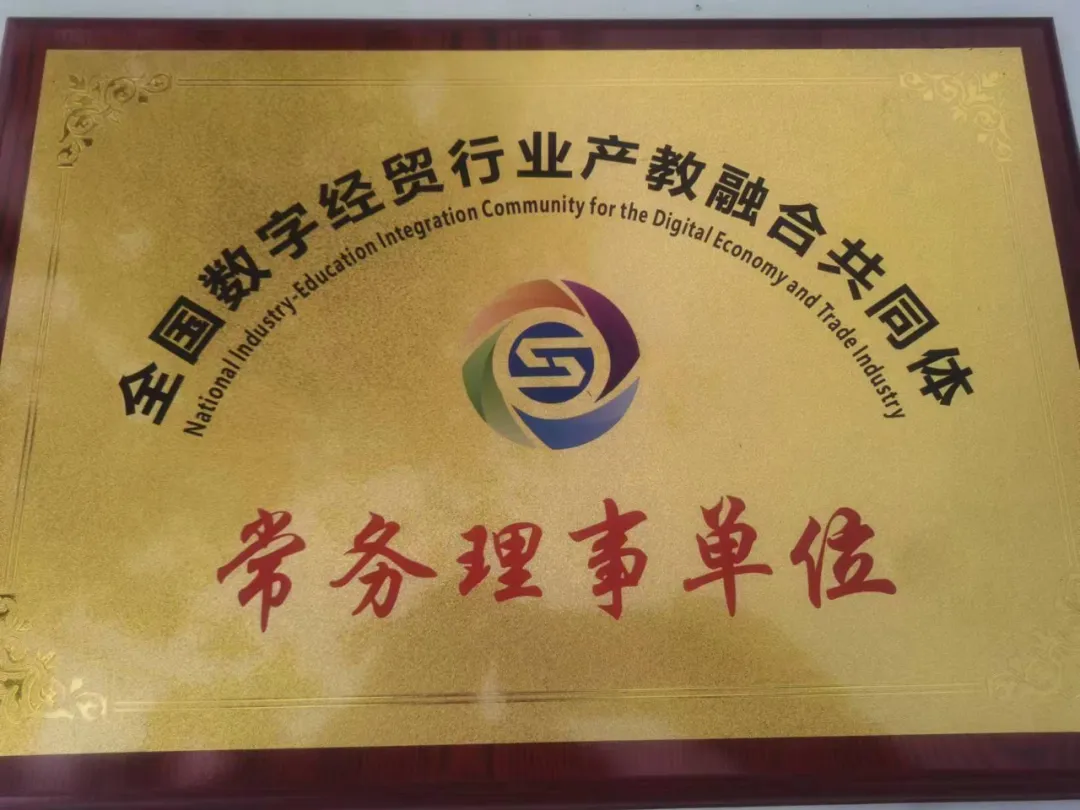 全国数字经贸行业产教融合共同体
National Industry-Education Integration Community for the Digital Economy and Trade Industry
常务理事单位